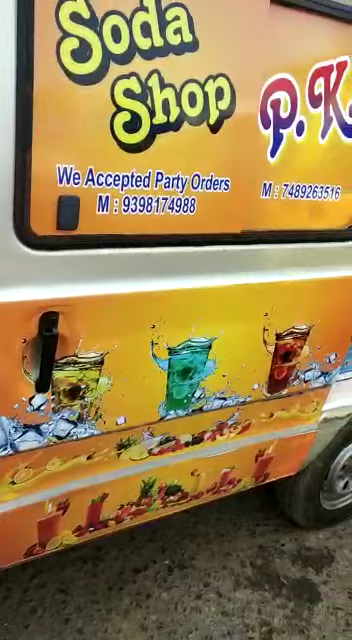 Soda
Shop
P.K
We Accepted Party Orders
M : 9398174988
M : 7489263516